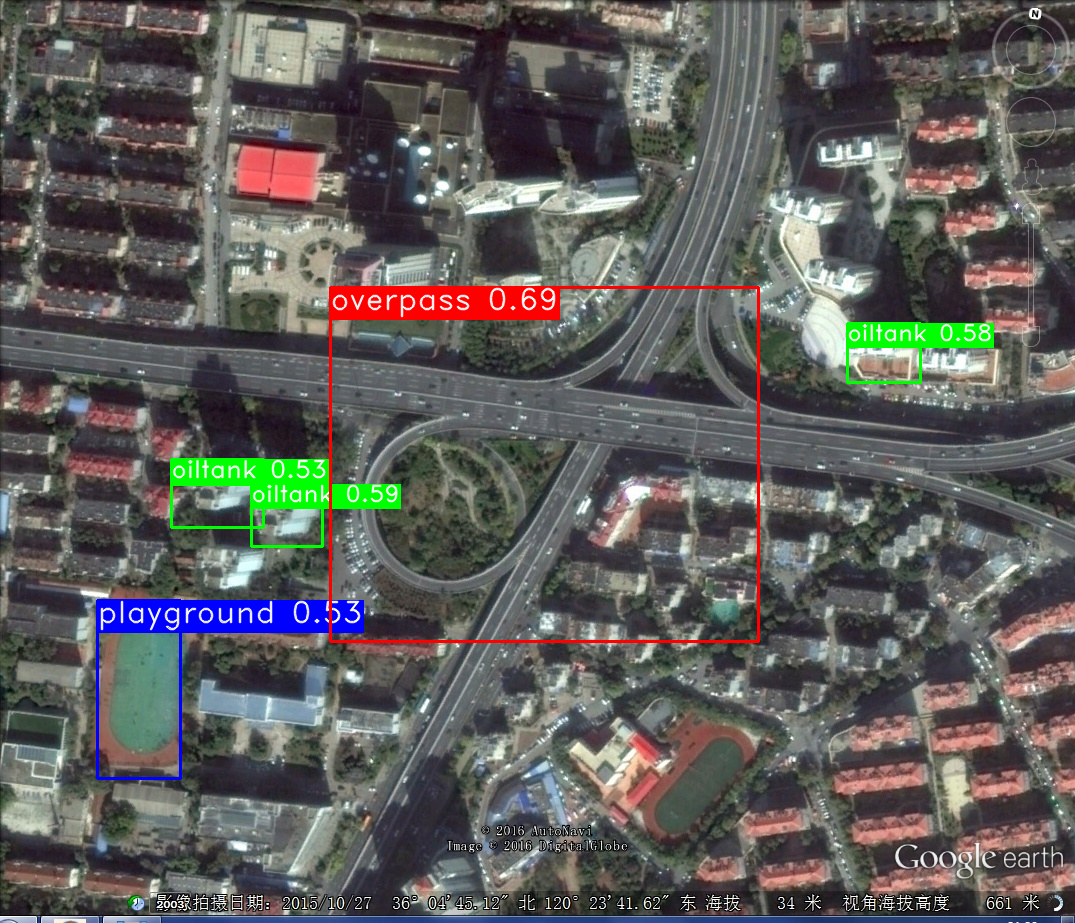 N
overpass 0.69
oiltank 0.58
oiltank 0.53
oiltank 0.59
playground 0.53
© 2016 AutoNavi
Image © 2016 DigitalGlobe
Google earth
影像拍摄日期: 2015/10/27 36° 04′45.12″ 北 120° 23′41.62″ 东 海拔 34 米 视角海拔高度 661 米